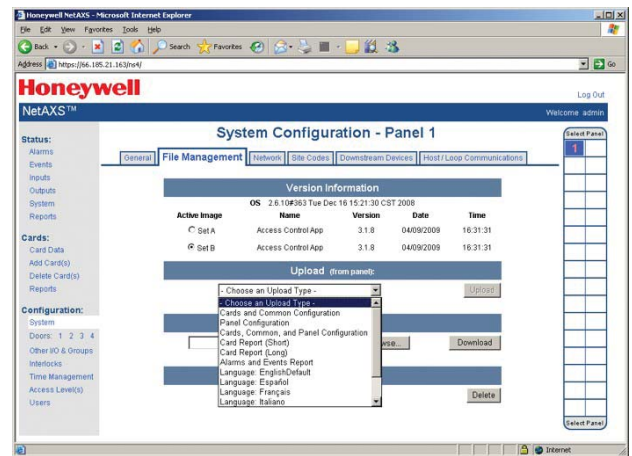 Honeywell NetAXS - Microsoft Internet Explorer
File Edit View Favorites Tools Help
Back Search Favorites
Address https://66.185.21.163/ns4/ Go
Honeywell
Log Out
NetAXS™ Welcome admin
System Configuration - Panel 1
General File Management Network Site Codes Downstream Devices Host / Loop Communications
Select Panel
1
Status:
Alarms
Events
Inputs
Outputs
System
Reports
Cards:
Card Data
Add Card(s)
Delete Card(s)
Reports
Configuration:
System
Doors: 1 2 3 4
Other I/O & Groups
Interlocks
Time Management
Access Level(s)
Users
Version Information
OS 2.6.10#363 Tue Dec 16 15:21:30 CST 2008
Active Image Name Version Date Time
Set A Access Control App 3.1.8 04/09/2009 16:31:31
Set B Access Control App 3.1.8 04/09/2009 16:31:31
Upload (from panel):
- Choose an Upload Type - Upload
- Choose an Upload Type -
Cards and Common Configuration
Panel Configuration
Cards, Common, and Panel Configuration
Card Report (Short)
Card Report (Long)
Alarms and Events Report
Language: EnglishDefault
Language: Español
Language: Français
Language: Italiano
wse... Download
Delete
Select Panel
Internet